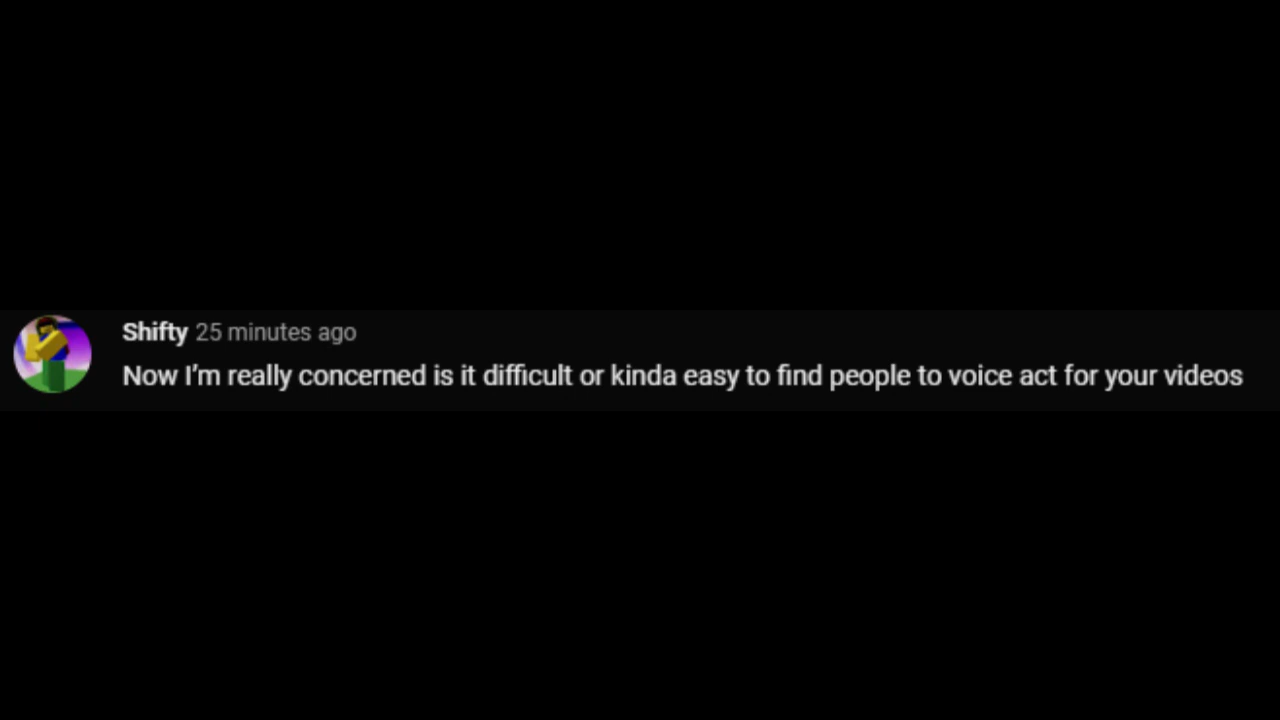 Shifty 25 minutes ago
Now I'm really concerned is it difficult or kinda easy to find people to voice act for your videos